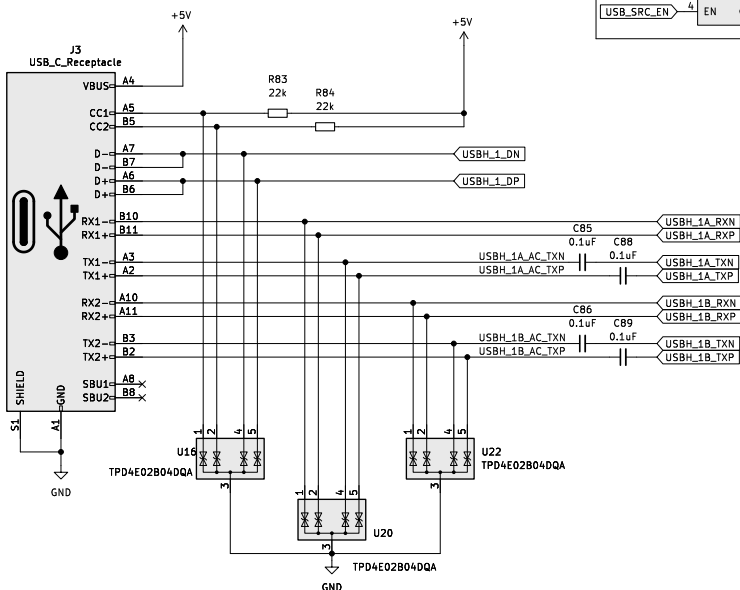 USB_SRC_EN
4
EN
+5V
+5V
J3
USB_C_Receptacle
VBUS
A4
R83
22k
R84
22k
CC1
A5
CC2
B5
D-
A7
D-
B7
USBH_1_DN
D+
A6
D+
B6
USBH_1_DP
RX1-
B10
USBH_1A_RXN
RX1+
B11
USBH_1A_RXP
C85
0.1uF
C88
0.1uF
TX1-
A3
USBH_1A_AC_TXN
USBH_1A_TXN
TX1+
A2
USBH_1A_AC_TXP
USBH_1A_TXP
RX2-
A10
USBH_1B_RXN
RX2+
A11
USBH_1B_RXP
C86
0.1uF
C89
0.1uF
TX2-
B3
USBH_1B_AC_TXN
USBH_1B_TXN
TX2+
B2
USBH_1B_AC_TXP
USBH_1B_TXP
SBU1
A8
SBU2
B8
SHIELD
GND
S1
A1
GND
1
2
4
5
U16
TPD4E02B04DQA
3
1
2
4
5
U22
TPD4E02B04DQA
3
1
2
4
5
U20
3
TPD4E02B04DQA
GND